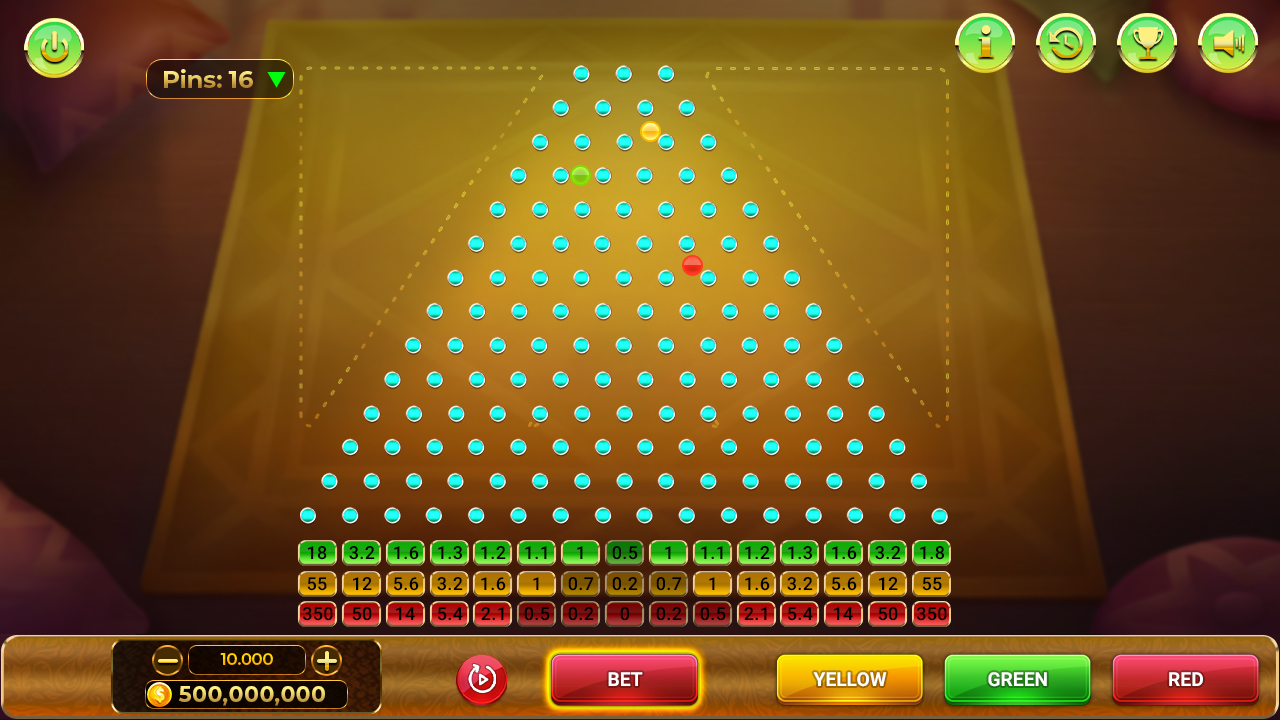 Pins: 16
18 3.2 1.6 1.3 1.2 1.1 1 0.5 1 1.1 1.2 1.3 1.6 3.2 1.8
55 12 5.6 3.2 1.6 1 0.7 0.2 0.7 1 1.6 3.2 5.6 12 55
350 50 14 5.4 2.1 0.5 0.2 0 0.2 0.5 2.1 5.4 14 50 350
10.000
$ 500,000,000
BET
YELLOW
GREEN
RED